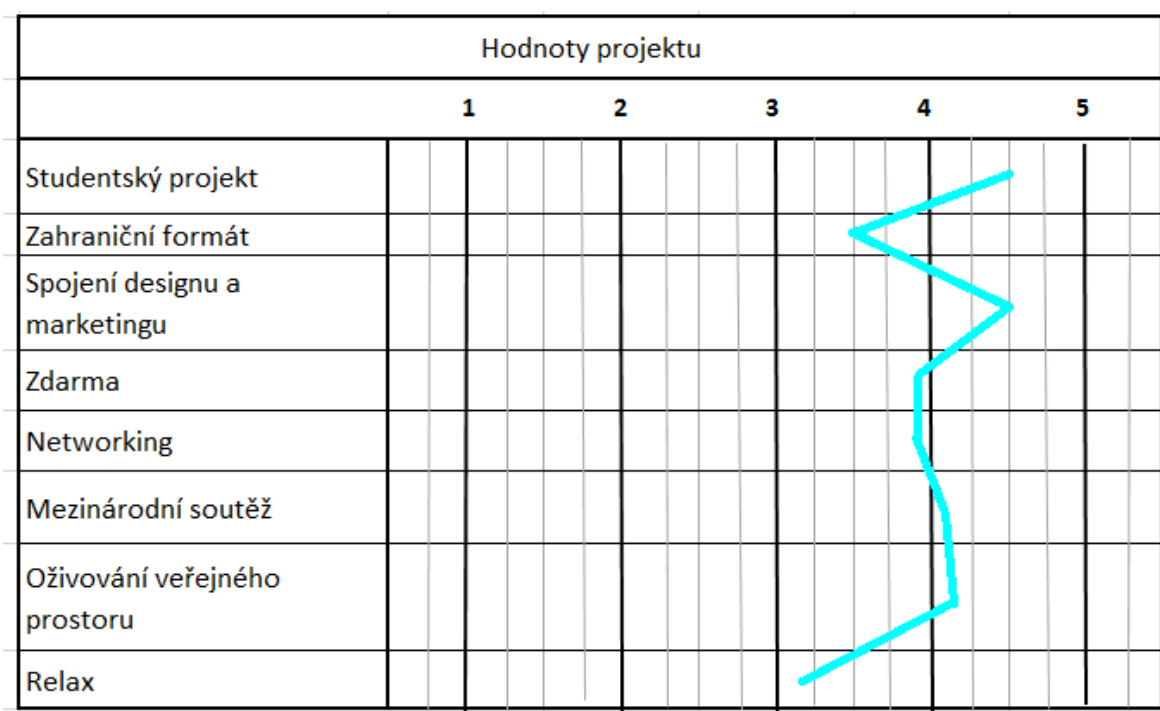 Hodnoty projektu
1 2 3 4 5
Studentský projekt
Zahraniční formát
Spojení designu a
marketingu
Zdarma
Networking
Mezinárodní soutěž
Oživování veřejného
prostoru
Relax